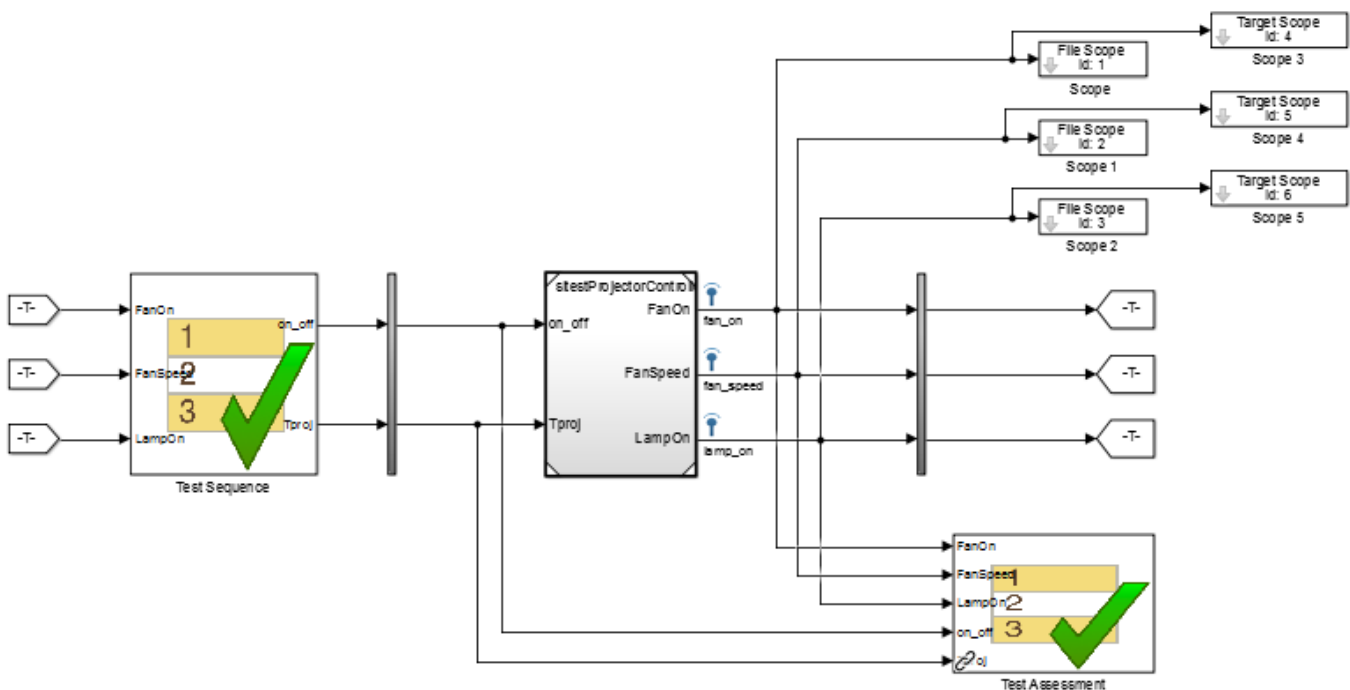 Target Scope
Id: 4
Scope 3
File Scope
Id: 1
Scope
Target Scope
Id: 5
Scope 4
File Scope
Id: 2
Scope 1
Target Scope
Id: 6
Scope 5
File Scope
Id: 3
Scope 2
-T-
-T-
-T-
FanOn
FanSpeed
LampOn
1
2
3
on_off
Tproj
Test Sequence
sltestProjectorControll
on_off
Tproj
FanOn
FanSpeed
LampOn
fan_on
fan_speed
lamp_on
-T-
-T-
-T-
FanOn
FanSpeed
LampOn
on_off
oj
1
2
3
Test Assessment